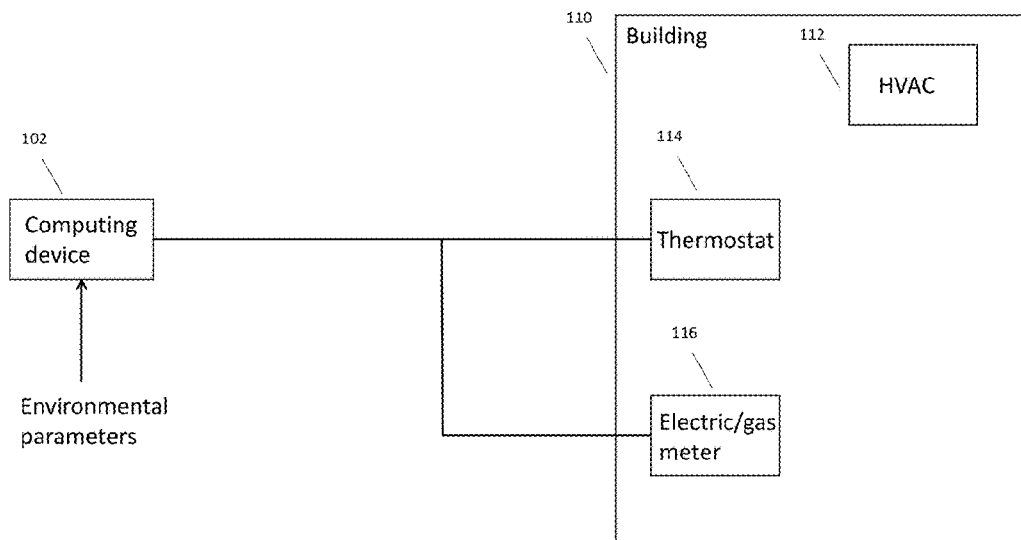 110
Building
112
HVAC
102
114
Computing
device
Thermostat
116
Environmental
parameters
Electric/gas
meter